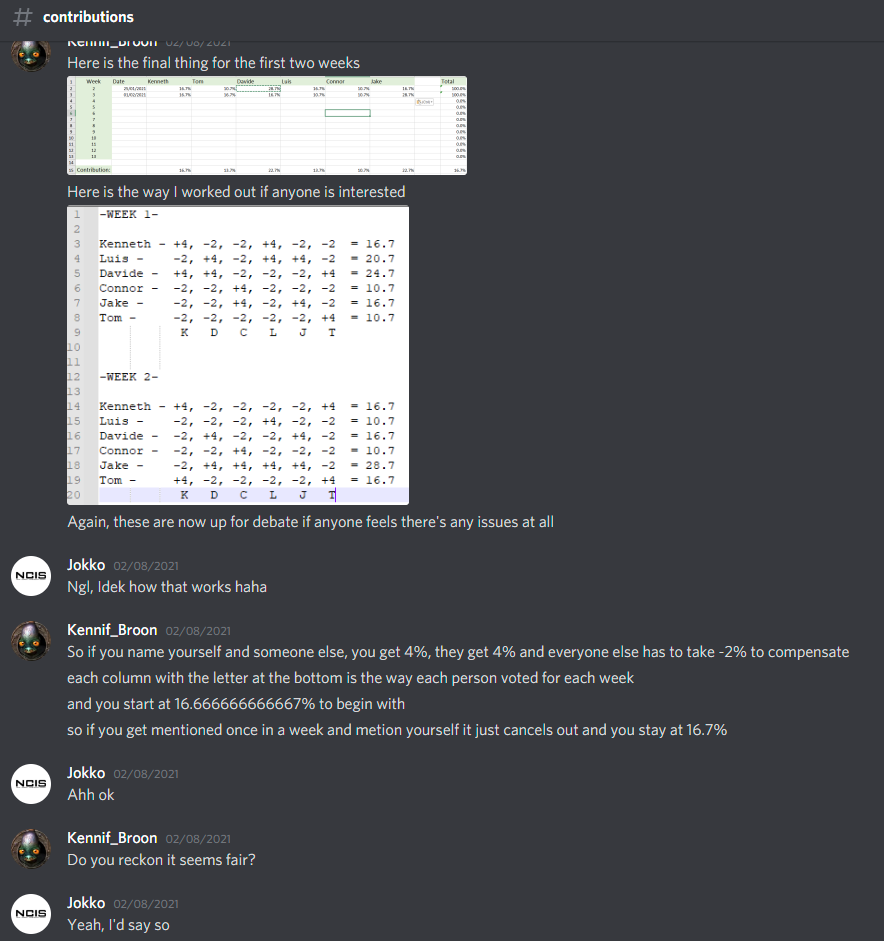 # contributions
Kennif_Broon 02/08/2021
Here is the final thing for the first two weeks
Week Date Kenneth Tom Davide Luis Connor Jake Total
2 25/01/2021 16.7% 10.7% 28.7% 16.7% 10.7% 16.7% 100.0%
3 01/02/2021 16.7% 16.7% 16.7% 10.7% 10.7% 28.7% 100.0%
4 0.0%
5 0.0%
6 0.0%
7 0.0%
8 0.0%
9 0.0%
10 0.0%
11 0.0%
12 0.0%
13 0.0%
Contribution: 16.7% 13.7% 22.7% 13.7% 10.7% 22.7% 16.7%
Here is the way I worked out if anyone is interested
1 -WEEK 1-
2
3 Kenneth - +4, -2, -2, +4, -2, -2 = 16.7
4 Luis - -2, +4, -2, +4, +4, -2 = 20.7
5 Davide - +4, +4, -2, -2, -2, +4 = 24.7
6 Connor - -2, -2, +4, -2, -2, -2 = 10.7
7 Jake - -2, -2, +4, -2, +4, -2 = 16.7
8 Tom - -2, -2, -2, -2, -2, +4 = 10.7
9 K D C L J T
10
11
12 -WEEK 2-
13
14 Kenneth - +4, -2, -2, -2, -2, +4 = 16.7
15 Luis - -2, -2, -2, +4, -2, -2 = 10.7
16 Davide - -2, +4, -2, -2, +4, -2 = 16.7
17 Connor - -2, -2, +4, -2, -2, -2 = 10.7
18 Jake - -2, +4, +4, +4, +4, -2 = 28.7
19 Tom - +4, -2, -2, -2, -2, +4 = 16.7
20 K D C L J T
Again, these are now up for debate if anyone feels there's any issues at all
NCIS
Jokko 02/08/2021
Ngl, Idek how that works haha
Kennif_Broon 02/08/2021
So if you name yourself and someone else, you get 4%, they get 4% and everyone else has to take -2% to compensate
each column with the letter at the bottom is the way each person voted for each week
and you start at 16.666666666667% to begin with
so if you get mentioned once in a week and metion yourself it just cancels out and you stay at 16.7%
NCIS
Jokko 02/08/2021
Ahh ok
Kennif_Broon 02/08/2021
Do you reckon it seems fair?
NCIS
Jokko 02/08/2021
Yeah, I'd say so